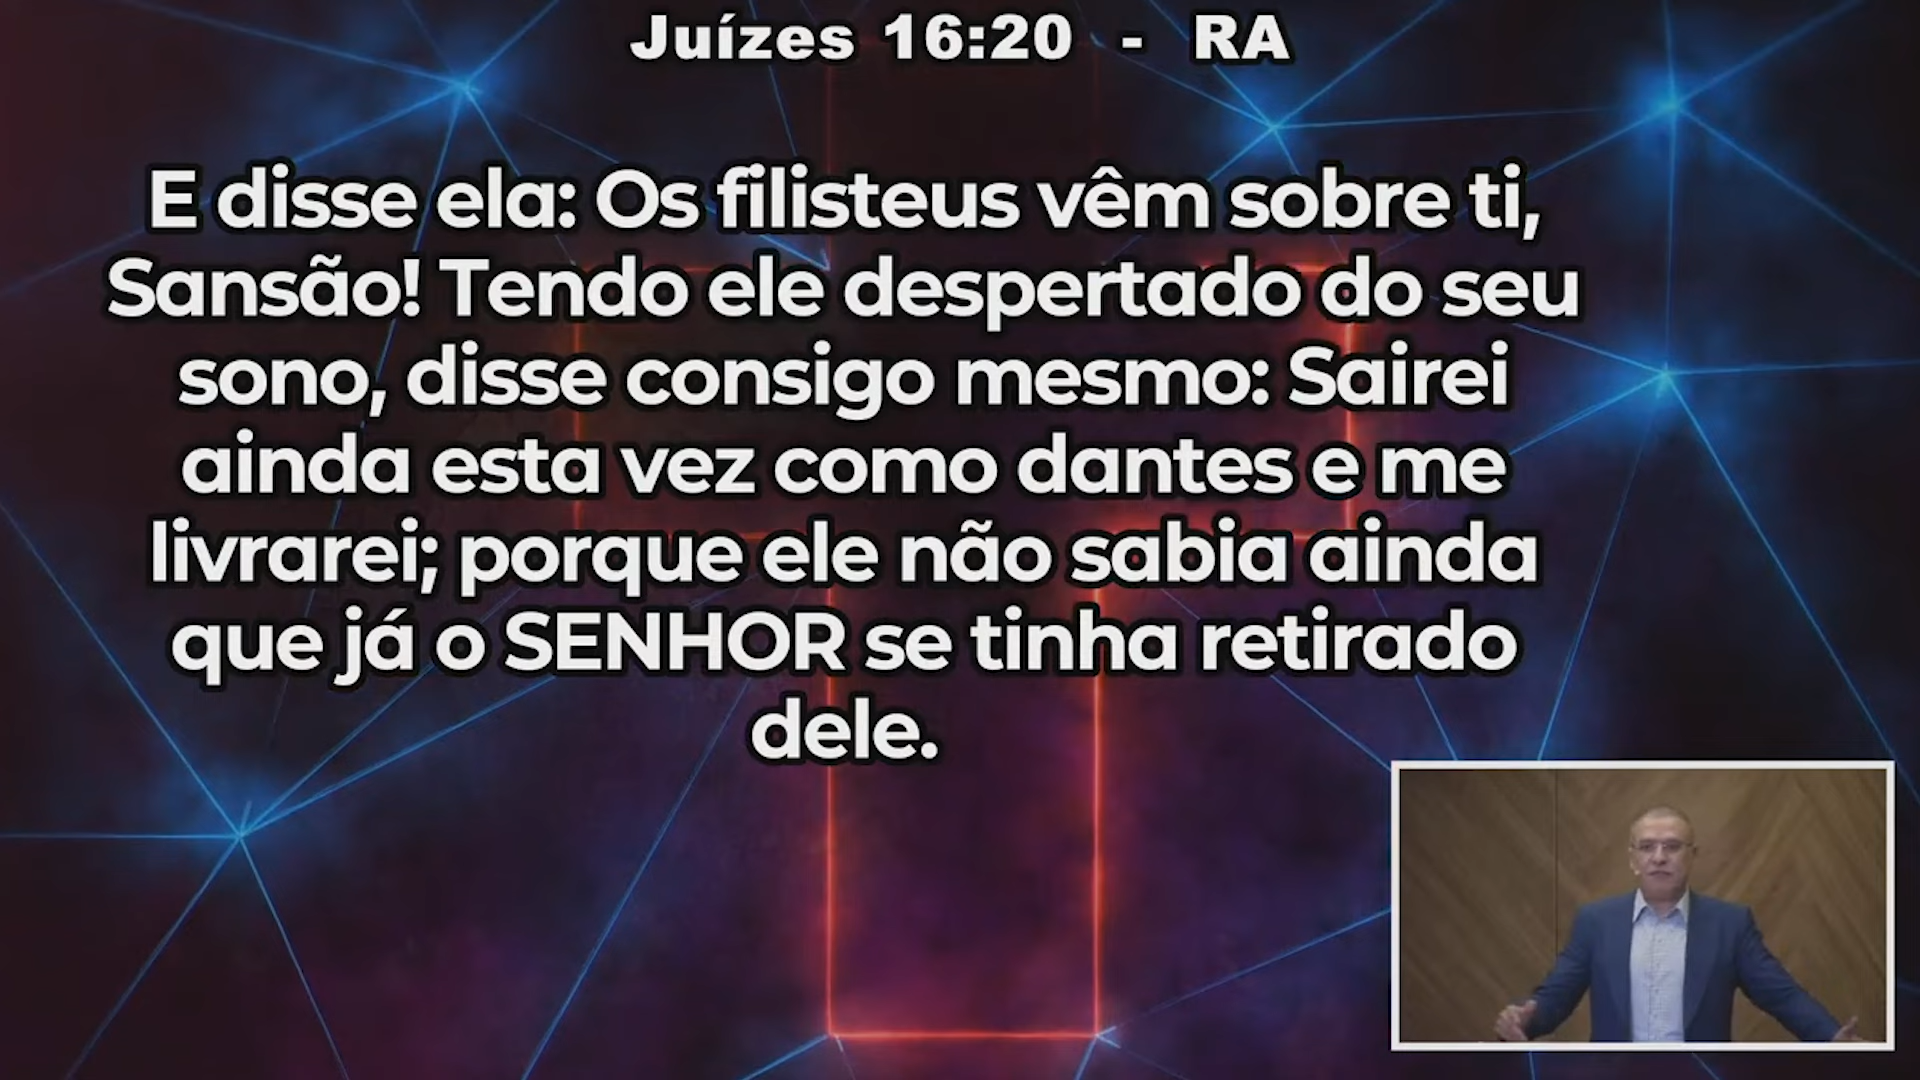 Juízes 16:20 - RA
E disse ela: Os filisteus vêm sobre ti,
Sansão! Tendo ele despertado do seu
sono, disse consigo mesmo: Sairei
ainda esta vez como dantes e me
livrarei; porque ele não sabia ainda
que já o SENHOR se tinha retirado
dele.